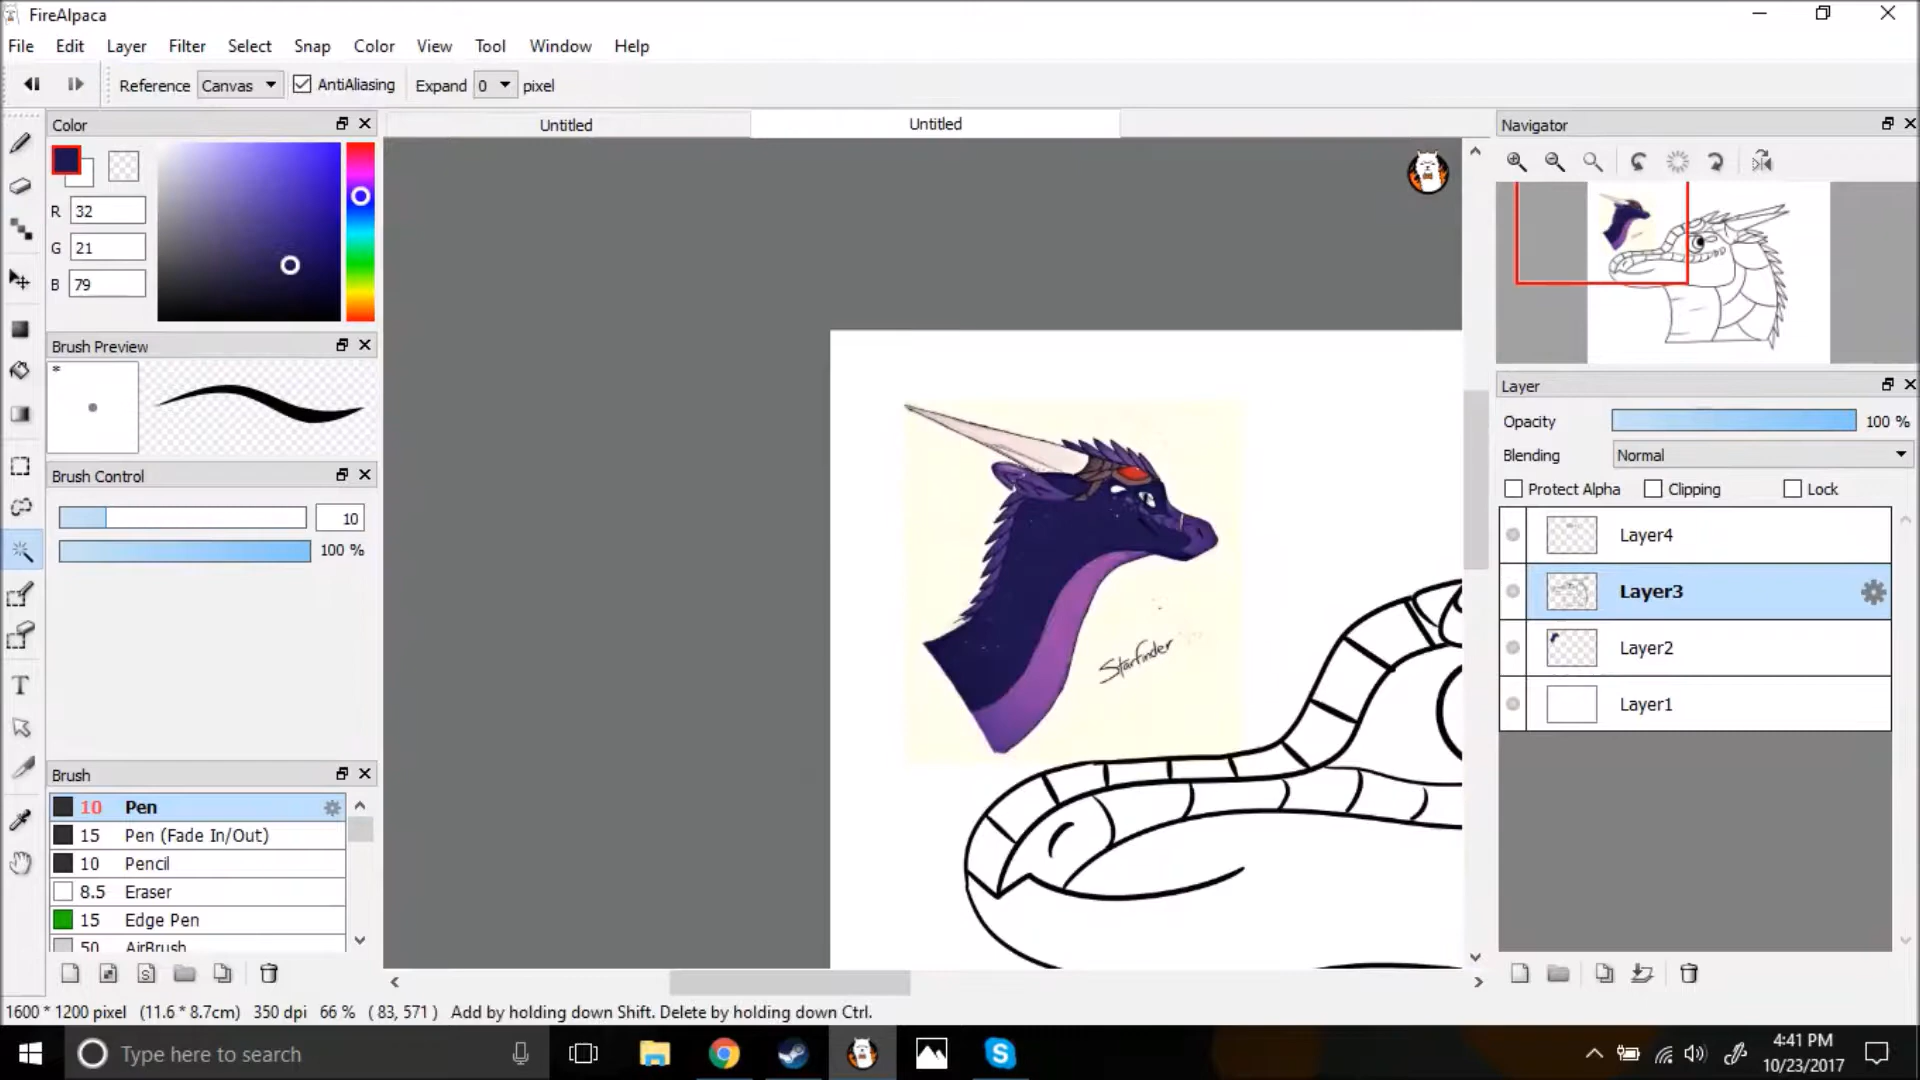 FireAlpaca
File Edit Layer Filter Select Snap Color View Tool Window Help
Reference Canvas AntiAliasing Expand 0 pixel
Color
Untitled Untitled
Navigator
R 32
G 21
B 79
Brush Preview
*
Layer
Opacity 100 %
Blending Normal
Protect Alpha Clipping Lock
Brush Control
10
100 %
Layer4
Layer3
Layer2
Layer1
Starfinder
T
Brush
10 Pen
15 Pen (Fade In/Out)
10 Pencil
8.5 Eraser
15 Edge Pen
50 AirBrush
S
1600 * 1200 pixel (11.6 * 8.7cm) 350 dpi 66 % ( 83, 571 ) Add by holding down Shift. Delete by holding down Ctrl.
Type here to search
4:41 PM
10/23/2017